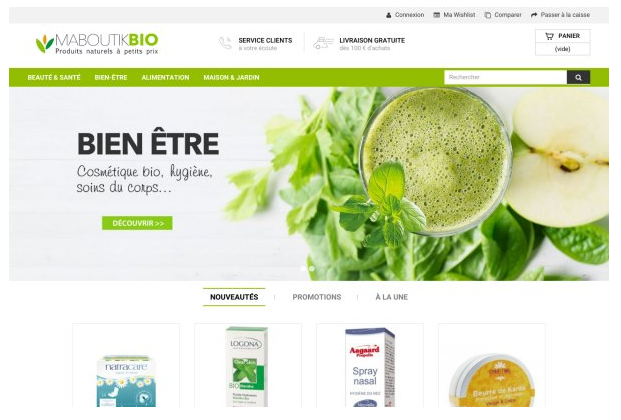 Connexion Ma Wishlist Comparer Passer à la caisse
MABOUTIKBIO
Produits naturels à petits prix
SERVICE CLIENTS
à votre écoute
LIVRAISON GRATUITE
dès 100 € d'achats
PANIER
(vide)
BEAUTÉ & SANTÉ BIEN-ÊTRE ALIMENTATION MAISON & JARDIN
Rechercher
BIEN ÊTRE
Cosmétique bio, hygiène,
soins du corps...
DÉCOUVRIR >>
NOUVEAUTÉS PROMOTIONS À LA UNE
natracare
LOGONA
BIO
Aagaard
Propolis
Spray
nasal
Beurre de Karité